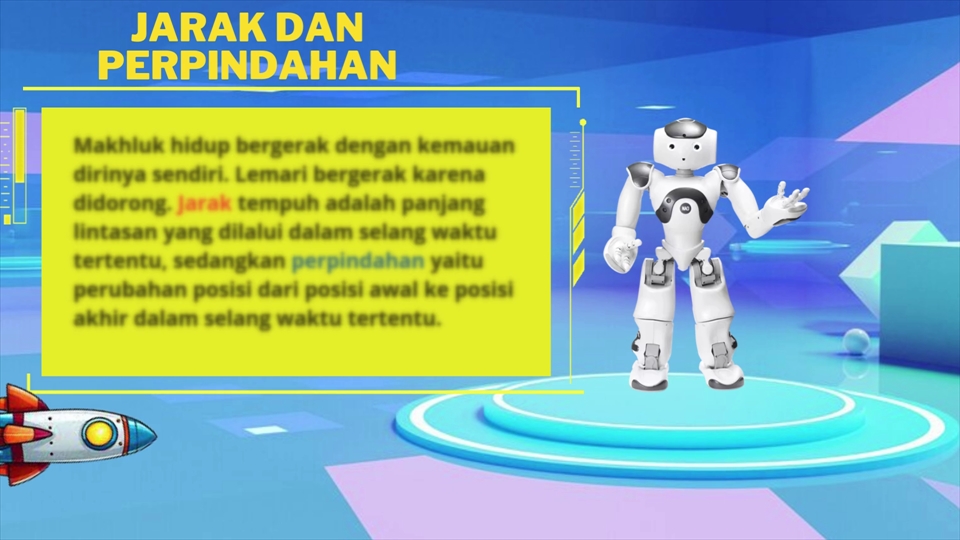 JARAK DAN
PERPINDAHAN
Makhluk hidup bergerak dengan kemauan
dirinya sendiri. Lemari bergerak karena
didorong. Jarak tempuh adalah panjang
lintasan yang dilalui dalam selang waktu
tertentu, sedangkan perpindahan yaitu
perubahan posisi dari posisi awal ke posisi
akhir dalam selang waktu tertentu.